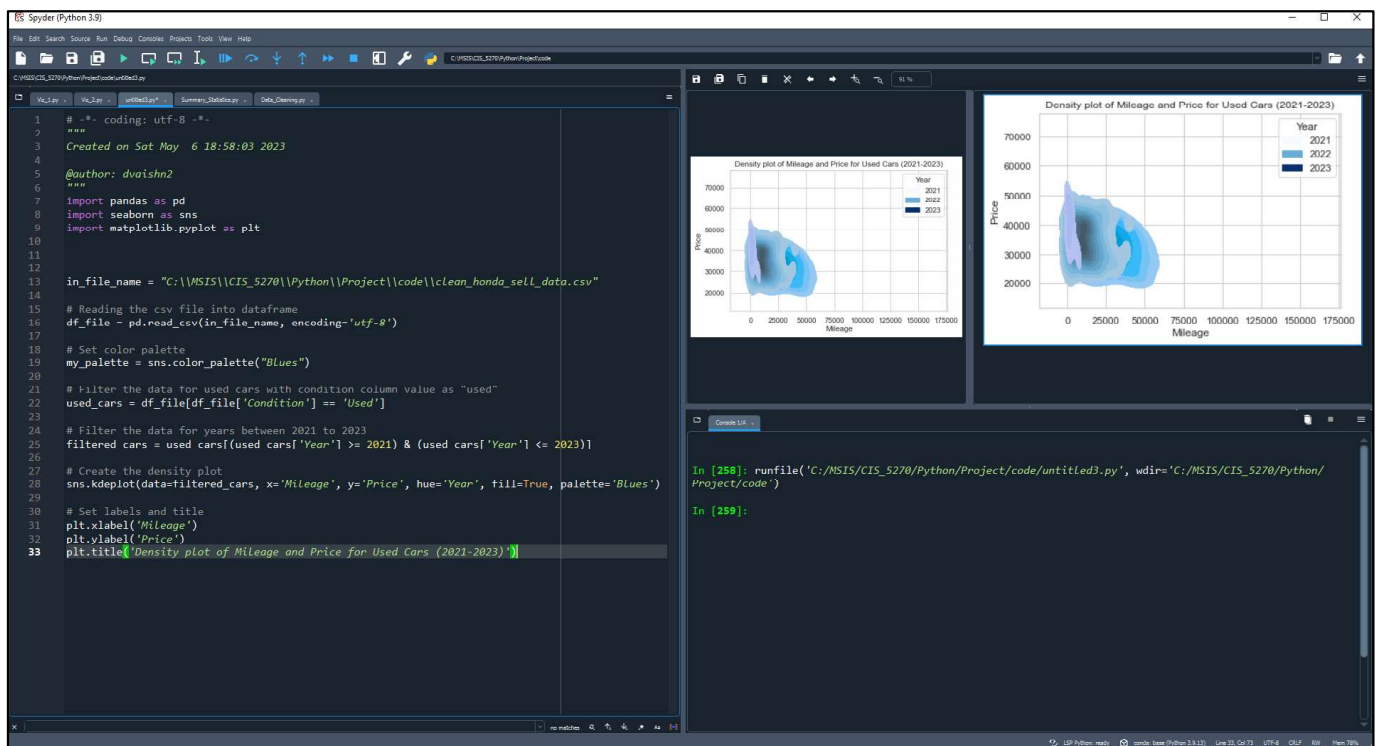 Spyder (Python 3.9)
File Edit Search Source Run Debug Consoles Projects Tools View Help
C:\MSIS\CIS_5270\Python\Project\code
C:\MSIS\CIS_5270\Python\Project\code\untitled3.py
Viz_1.py Viz_2.py untitled3.py* Summary_Statistics.py Data_Cleaning.py
1 # -*- coding: utf-8 -*-
2 """
3 Created on Sat May  6 18:58:03 2023
4
5 @author: dvaishn2
6 """
7 import pandas as pd
8 import seaborn as sns
9 import matplotlib.pyplot as plt
10
11
12
13 in_file_name = "C:\\MSIS\\CIS_5270\\Python\\Project\\code\\clean_honda_sell_data.csv"
14
15 # Reading the csv file into dataframe
16 df_file = pd.read_csv(in_file_name, encoding='utf-8')
17
18 # Set color palette
19 my_palette = sns.color_palette("Blues")
20
21 # Filter the data for used cars with condition column value as "used"
22 used_cars = df_file[df_file['Condition'] == 'Used']
23
24 # Filter the data for years between 2021 to 2023
25 filtered_cars = used_cars[(used_cars['Year'] >= 2021) & (used_cars['Year'] <= 2023)]
26
27 # Create the density plot
28 sns.kdeplot(data=filtered_cars, x='Mileage', y='Price', hue='Year', fill=True, palette='Blues')
29
30 # Set labels and title
31 plt.xlabel('Mileage')
32 plt.ylabel('Price')
33 plt.title('Density plot of Mileage and Price for Used Cars (2021-2023)')
no matches Aa
91 %
Density plot of Mileage and Price for Used Cars (2021-2023)
Year
2021
2022
2023
70000
60000
50000
40000
30000
20000
Price
0 25000 50000 75000 100000 125000 150000 175000
Mileage
Density plot of Mileage and Price for Used Cars (2021-2023)
Year
2021
2022
2023
70000
60000
50000
40000
30000
20000
Price
0 25000 50000 75000 100000 125000 150000 175000
Mileage
Console 1/A
In [258]: runfile('C:/MSIS/CIS_5270/Python/Project/code/untitled3.py', wdir='C:/MSIS/CIS_5270/Python/
Project/code')
In [259]:
LSP Python: ready conda: base (Python 3.9.13) Line 33, Col 73 UTF-8 CRLF RW Mem 78%